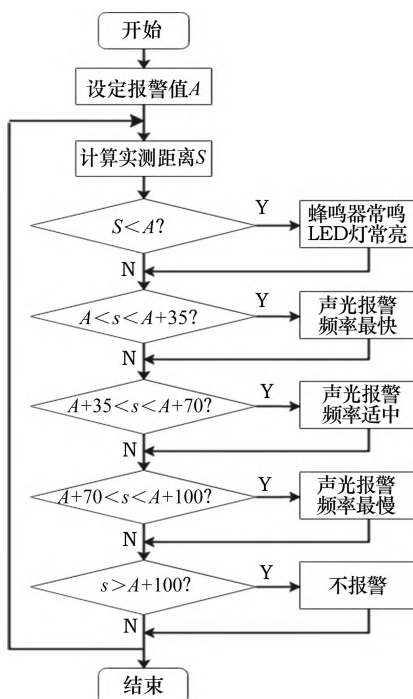 开始
设定报警值A
计算实测距离S
S<A?
Y
蜂鸣器常鸣
LED灯常亮
N
A<s<A+35?
Y
声光报警
频率最快
N
A+35<s<A+70?
Y
声光报警
频率适中
N
A+70<s<A+100?
Y
声光报警
频率最慢
N
s>A+100?
Y
不报警
N
结束